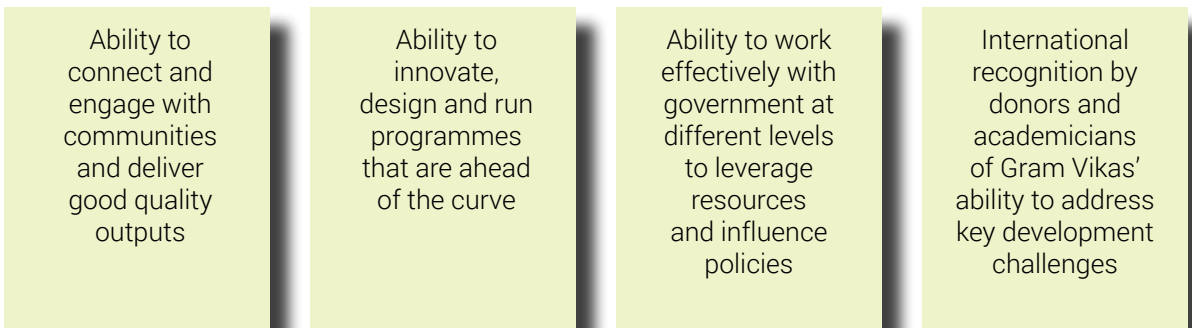 Ability to
connect and
engage with
communities
and deliver
good quality
outputs
Ability to
innovate,
design and run
programmes
that are ahead
of the curve
Ability to work
effectively with
government at
different levels
to leverage
resources
and influence
policies
International
recognition by
donors and
academicians
of Gram Vikas’
ability to address
key development
challenges